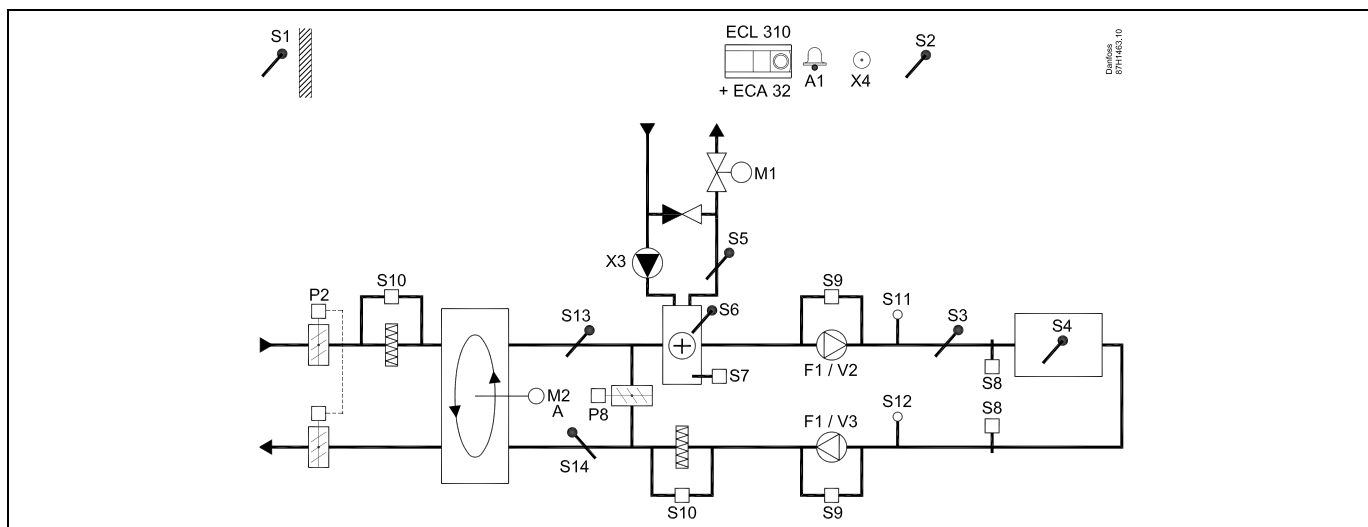 S1
ECL 310
+ ECA 32
A1
X4
S2
Danfoss
87H1463.10
M1
S5
X3
P2
S10
S13
S6
S9
S11
S3
S4
F1 / V2
S7
S8
M2
A
P8
S12
S8
F1 / V3
S14
S10
S9